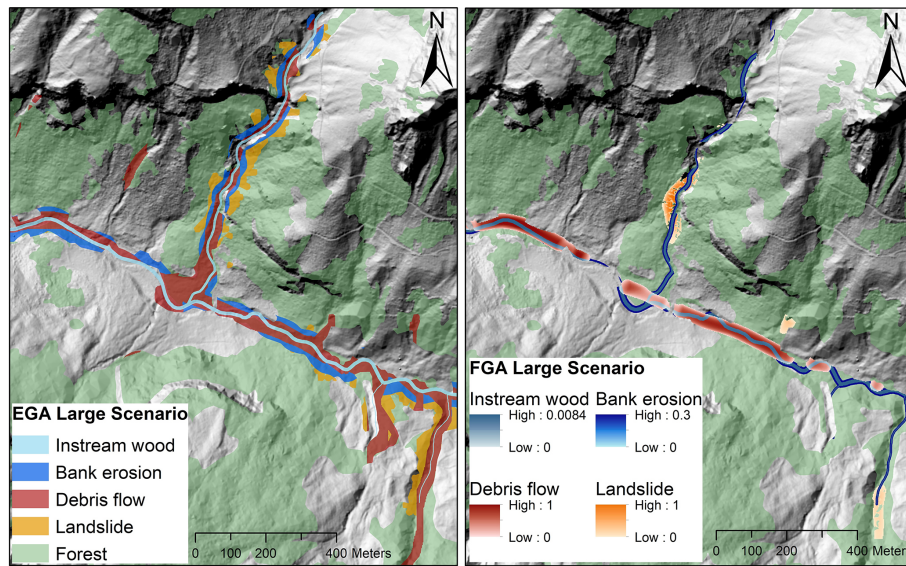 N
EGA Large Scenario
Instream wood
Bank erosion
Debris flow
Landslide
Forest
0 100 200 400 Meters
N
FGA Large Scenario
Instream wood Bank erosion
High : 0.0084 High : 0.3
Low : 0 Low : 0
Debris flow Landslide
High : 1 High : 1
Low : 0 Low : 0
0 100 200 400 Meters